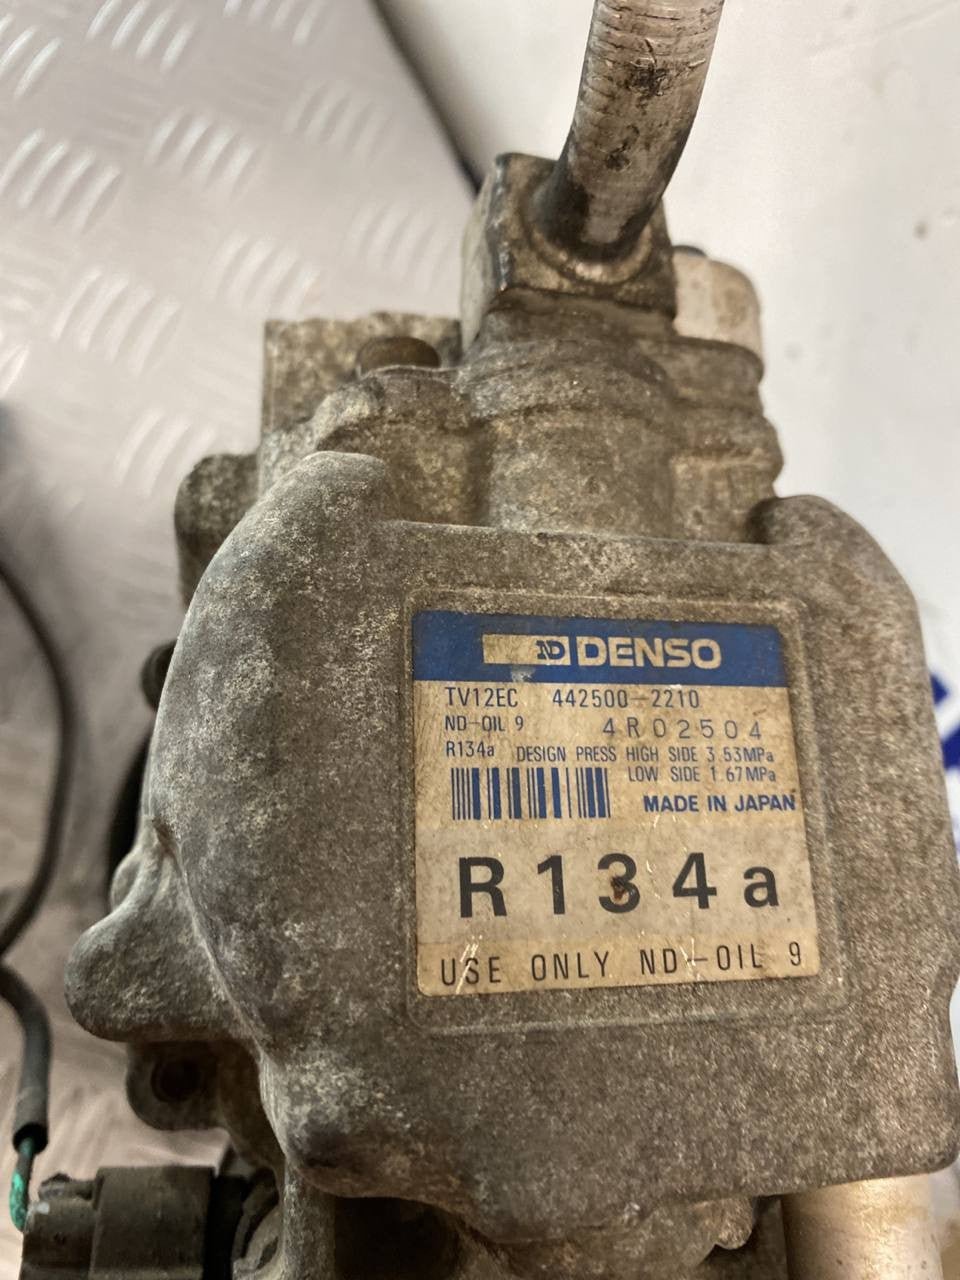 ND DENSO
TV12EC 442500-2210
ND-OIL 9 4R02504
R134a DESIGN PRESS HIGH SIDE 3.53MPa
LOW SIDE 1.67MPa
MADE IN JAPAN
R134a
USE ONLY ND-OIL 9